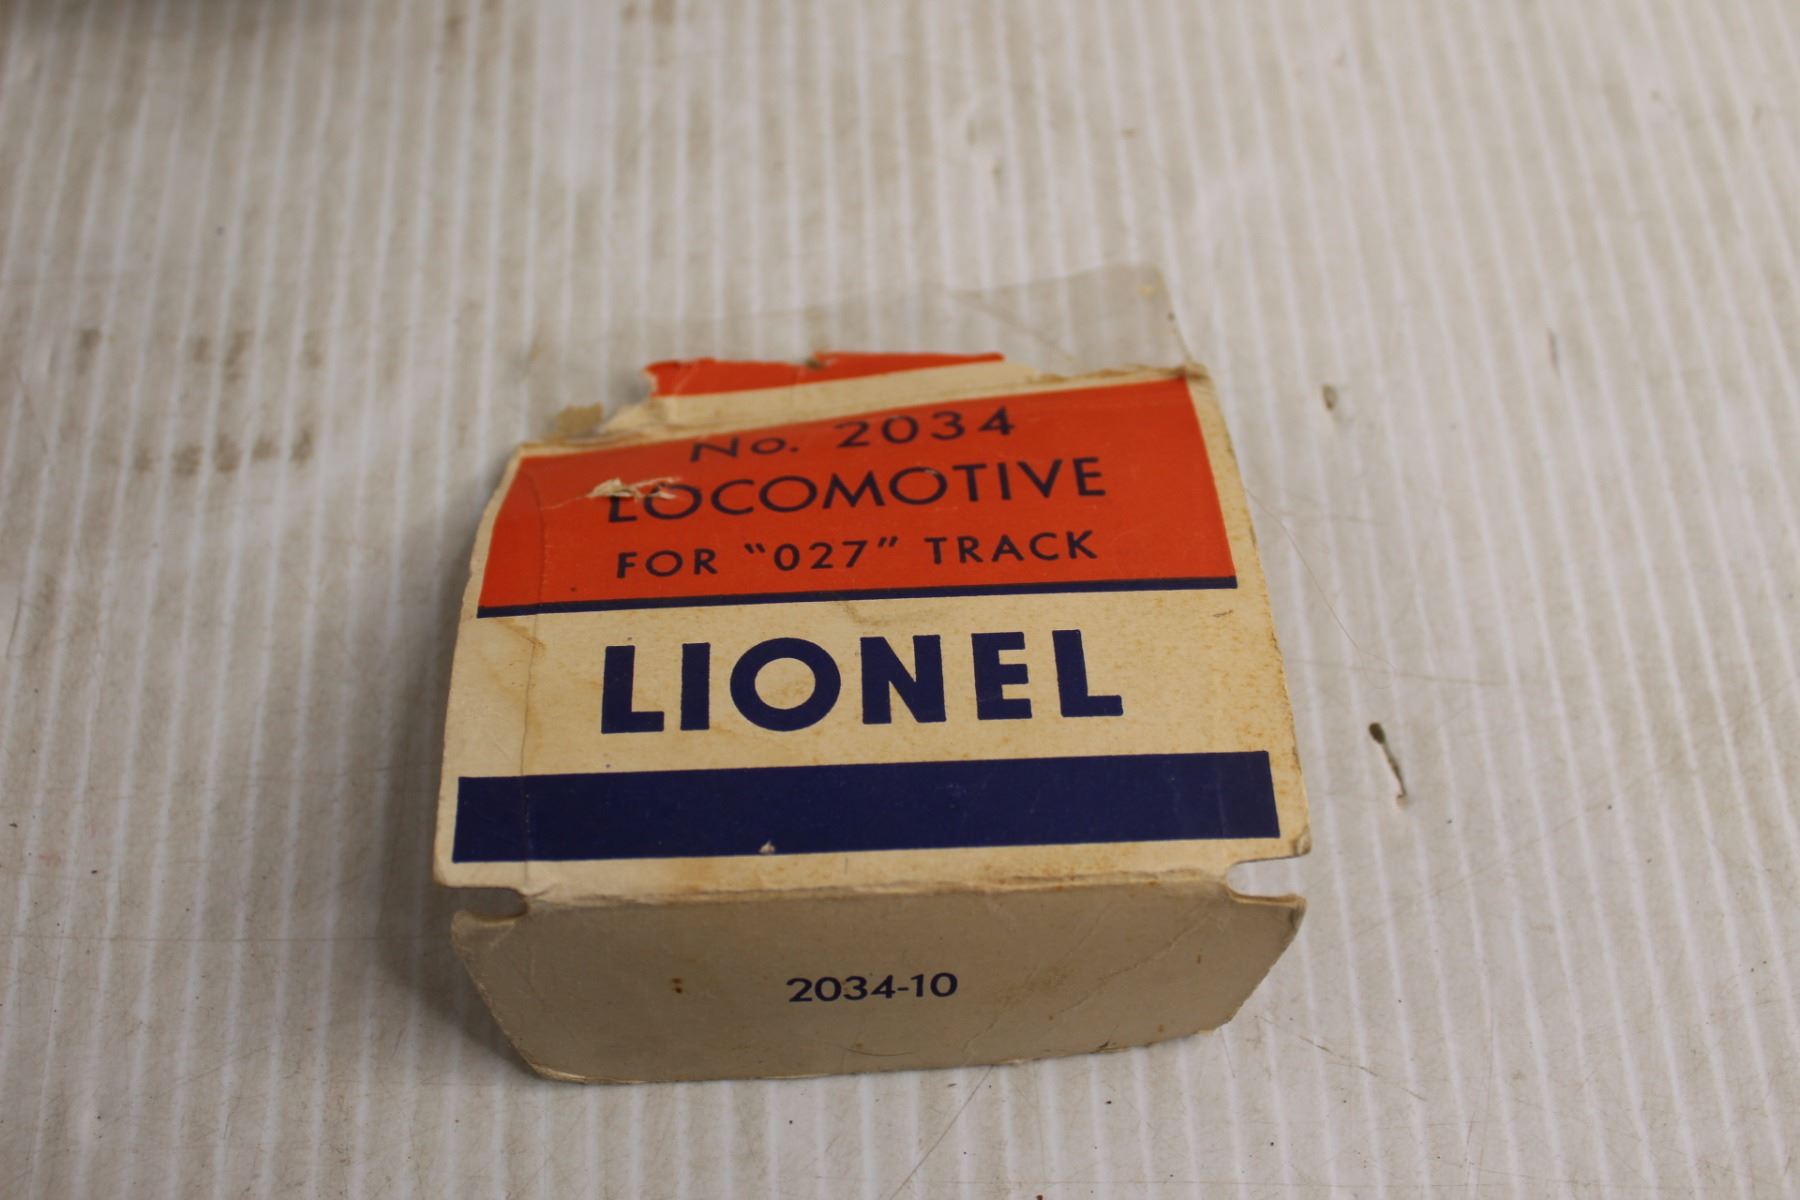 No. 2034
LOCOMOTIVE
FOR "027" TRACK
LIONEL
2034-10